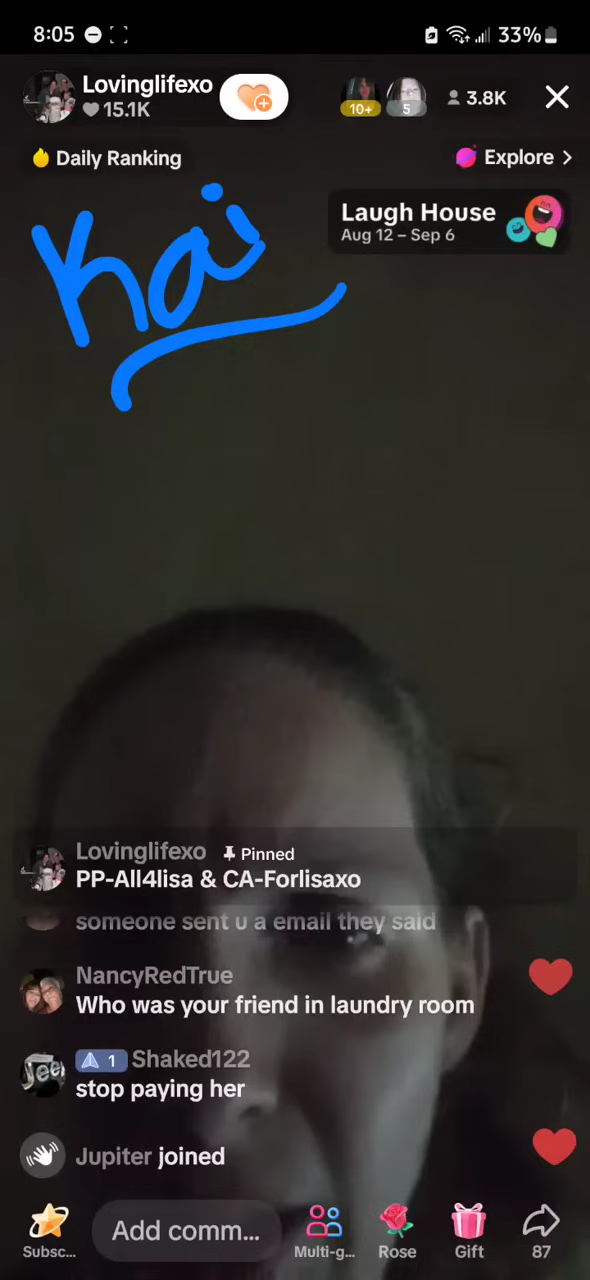 8:05
33%
Lovinglifexo
15.1K
10+
5
3.8K
Daily Ranking
Explore >
Kai
Laugh House
Aug 12 – Sep 6
Lovinglifexo Pinned
PP-All4lisa & CA-Forlisaxo
someone sent u a email they said
NancyRedTrue
Who was your friend in laundry room
1 Shaked122
stop paying her
Jupiter joined
Add comm...
Subsc...
Multi-g...
Rose
Gift
87